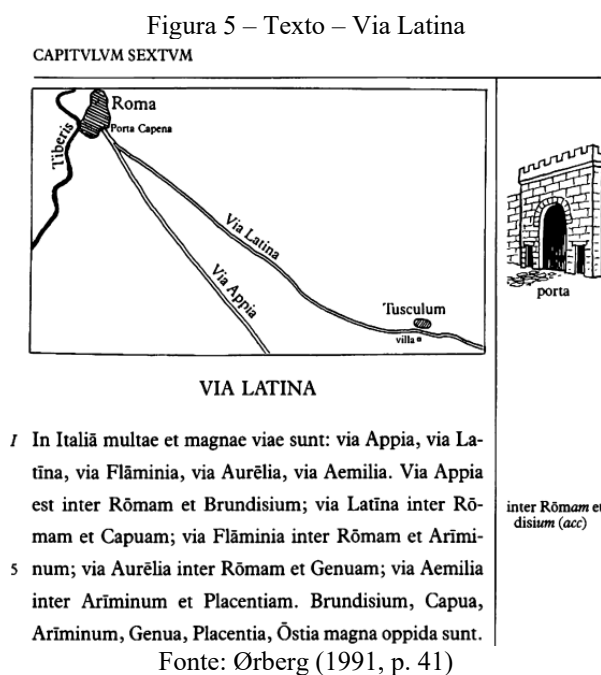 Figura 5 – Texto – Via Latina
CAPITVLVM SEXTVM
Roma
Porta Capena
Tiberis
Via Latina
Via Appia
Tusculum
villa
porta
VIA LATINA
1 In Italiā multae et magnae viae sunt: via Appia, via La-
tīna, via Flāminia, via Aurēlia, via Aemilia. Via Appia
est inter Rōmam et Brundisium; via Latīna inter Rō-
mam et Capuam; via Flāminia inter Rōmam et Arīmi-
5 num; via Aurēlia inter Rōmam et Genuam; via Aemilia
inter Arīminum et Placentiam. Brundisium, Capua,
Arīminum, Genua, Placentia, Ōstia magna oppida sunt.
inter Rōmam et
disium (acc)
Fonte: Ørberg (1991, p. 41)